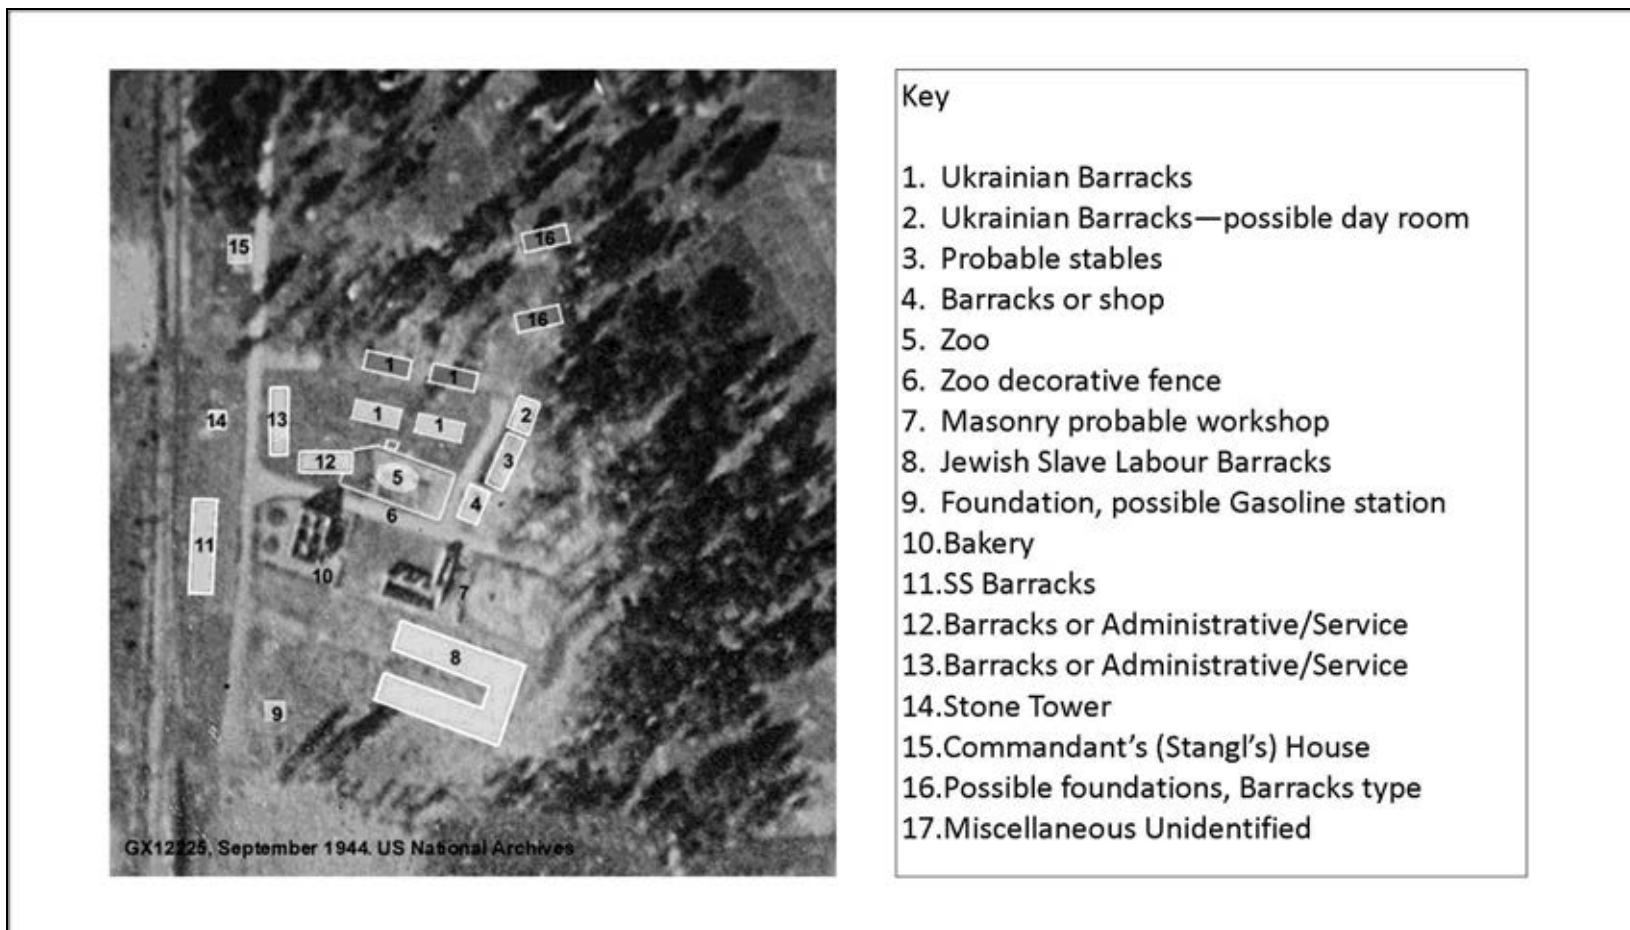 15
16
16
1
1
14
13
1
1
2
12
5
3
4
6
11
10
7
8
9
GX12225, September 1944. US National Archives
Key
1. Ukrainian Barracks
2. Ukrainian Barracks—possible day room
3. Probable stables
4. Barracks or shop
5. Zoo
6. Zoo decorative fence
7. Masonry probable workshop
8. Jewish Slave Labour Barracks
9. Foundation, possible Gasoline station
10.Bakery
11.SS Barracks
12.Barracks or Administrative/Service
13.Barracks or Administrative/Service
14.Stone Tower
15.Commandant’s (Stangl’s) House
16.Possible foundations, Barracks type
17.Miscellaneous Unidentified